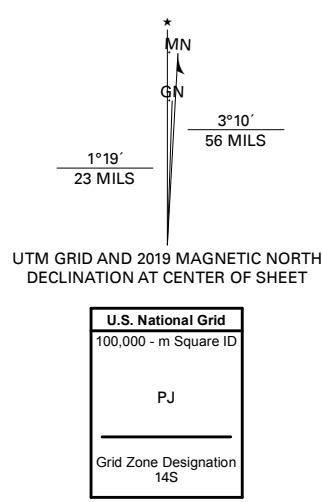 ★
MN
GN
3°10´
56 MILS
1°19´
23 MILS
UTM GRID AND 2019 MAGNETIC NORTH
DECLINATION AT CENTER OF SHEET
U.S. National Grid
100,000 - m Square ID
PJ
Grid Zone Designation
14S